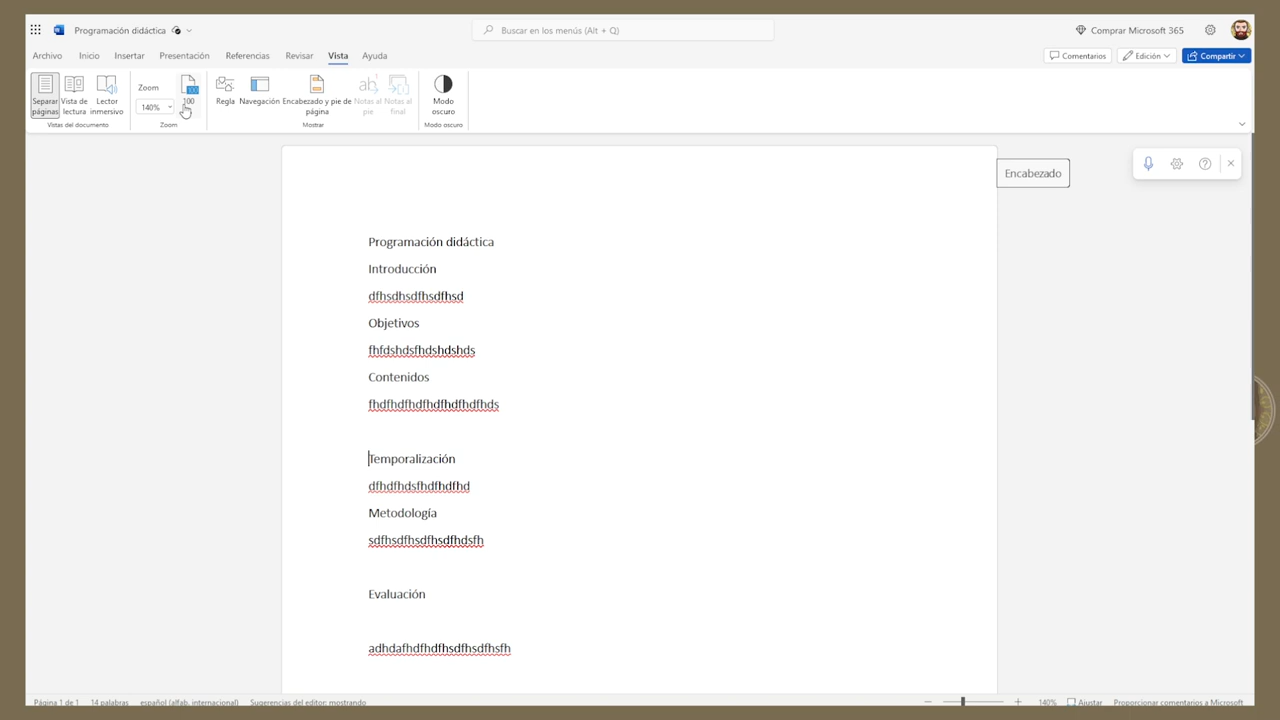 Programación didáctica
Buscar en los menús (Alt + Q)
Comprar Microsoft 365
Archivo Inicio Insertar Presentación Referencias Revisar Vista Ayuda
Comentarios Edición Compartir
Separar páginas
Vista de lectura
Lector inmersivo
Vistas del documento
Zoom
140%
100
Zoom
Regla
Navegación
Encabezado y pie de página
Notas al pie
Notas al final
Mostrar
Modo oscuro
Modo oscuro
Encabezado
Programación didáctica
Introducción
dfhsdhsdfhsdfhsd
Objetivos
fhfdshdsfhdshdshds
Contenidos
fhdfhdfhdfhdfhdfhdfhds
Temporalización
dfhdfhdsfhdfhdfhd
Metodología
sdfhsdfhsdfhsdfhdsfh
Evaluación
adhdafhdfhdfhsdfhsdfhsfh
Página 1 de 1 14 palabras español (alfab. internacional) Sugerencias del editor: mostrando
140% Ajustar Proporcionar comentarios a Microsoft